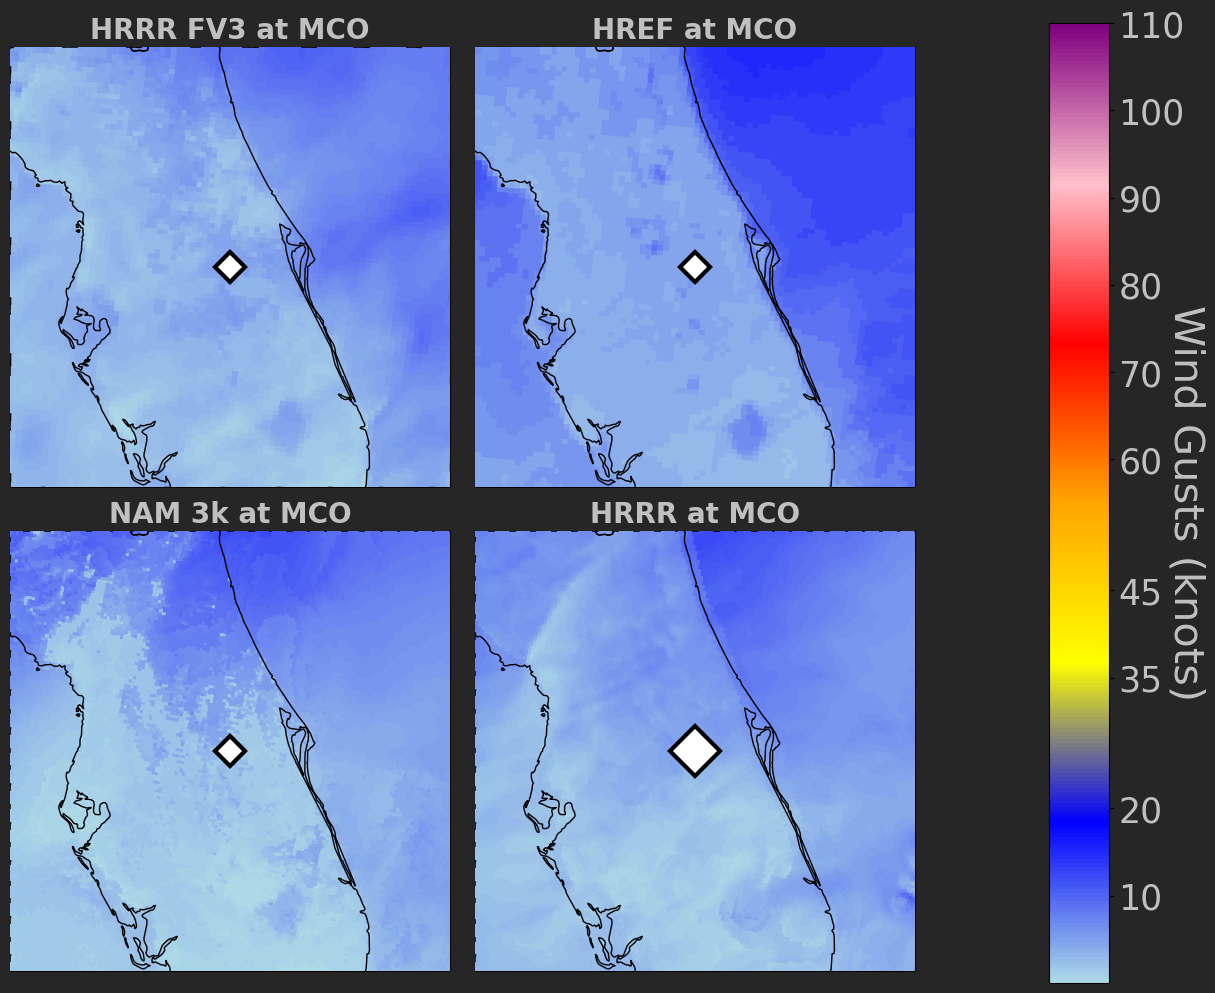 HRRR FV3 at MCO
HREF at MCO
NAM 3k at MCO
HRRR at MCO
110
100
90
80
70
60
45
35
20
10
Wind Gusts (knots)